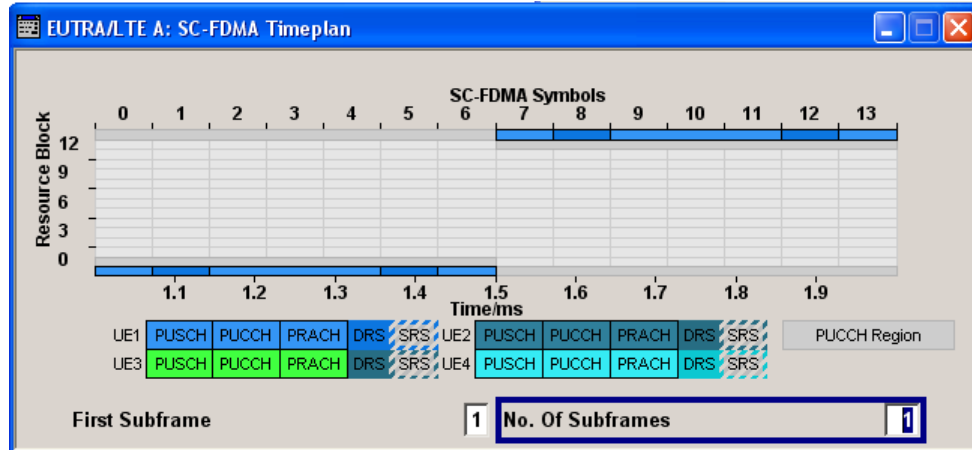 EUTRA/LTE A: SC-FDMA Timeplan
SC-FDMA Symbols
0 1 2 3 4 5 6 7 8 9 10 11 12 13
Resource Block
12
9
6
3
0
1.1 1.2 1.3 1.4 1.5 1.6 1.7 1.8 1.9
Time/ms
UE1 PUSCH PUCCH PRACH DRS SRS UE2 PUSCH PUCCH PRACH DRS SRS PUCCH Region
UE3 PUSCH PUCCH PRACH DRS SRS UE4 PUSCH PUCCH PRACH DRS SRS
First Subframe 1 No. Of Subframes 1